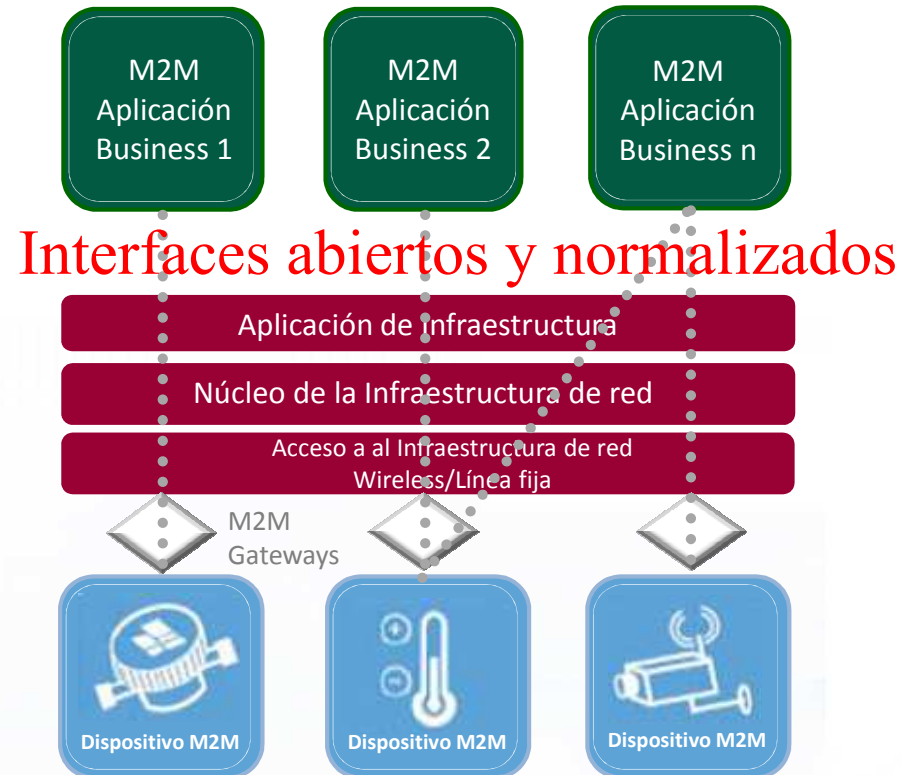 M2M
Aplicación
Business 1
M2M
Aplicación
Business 2
M2M
Aplicación
Business n
Interfaces abiertos y normalizados
Aplicación de Infraestructura
Núcleo de la Infraestructura de red
Acceso a al Infraestructura de red
Wireless/Línea fija
M2M
Gateways
Dispositivo M2M
Dispositivo M2M
Dispositivo M2M